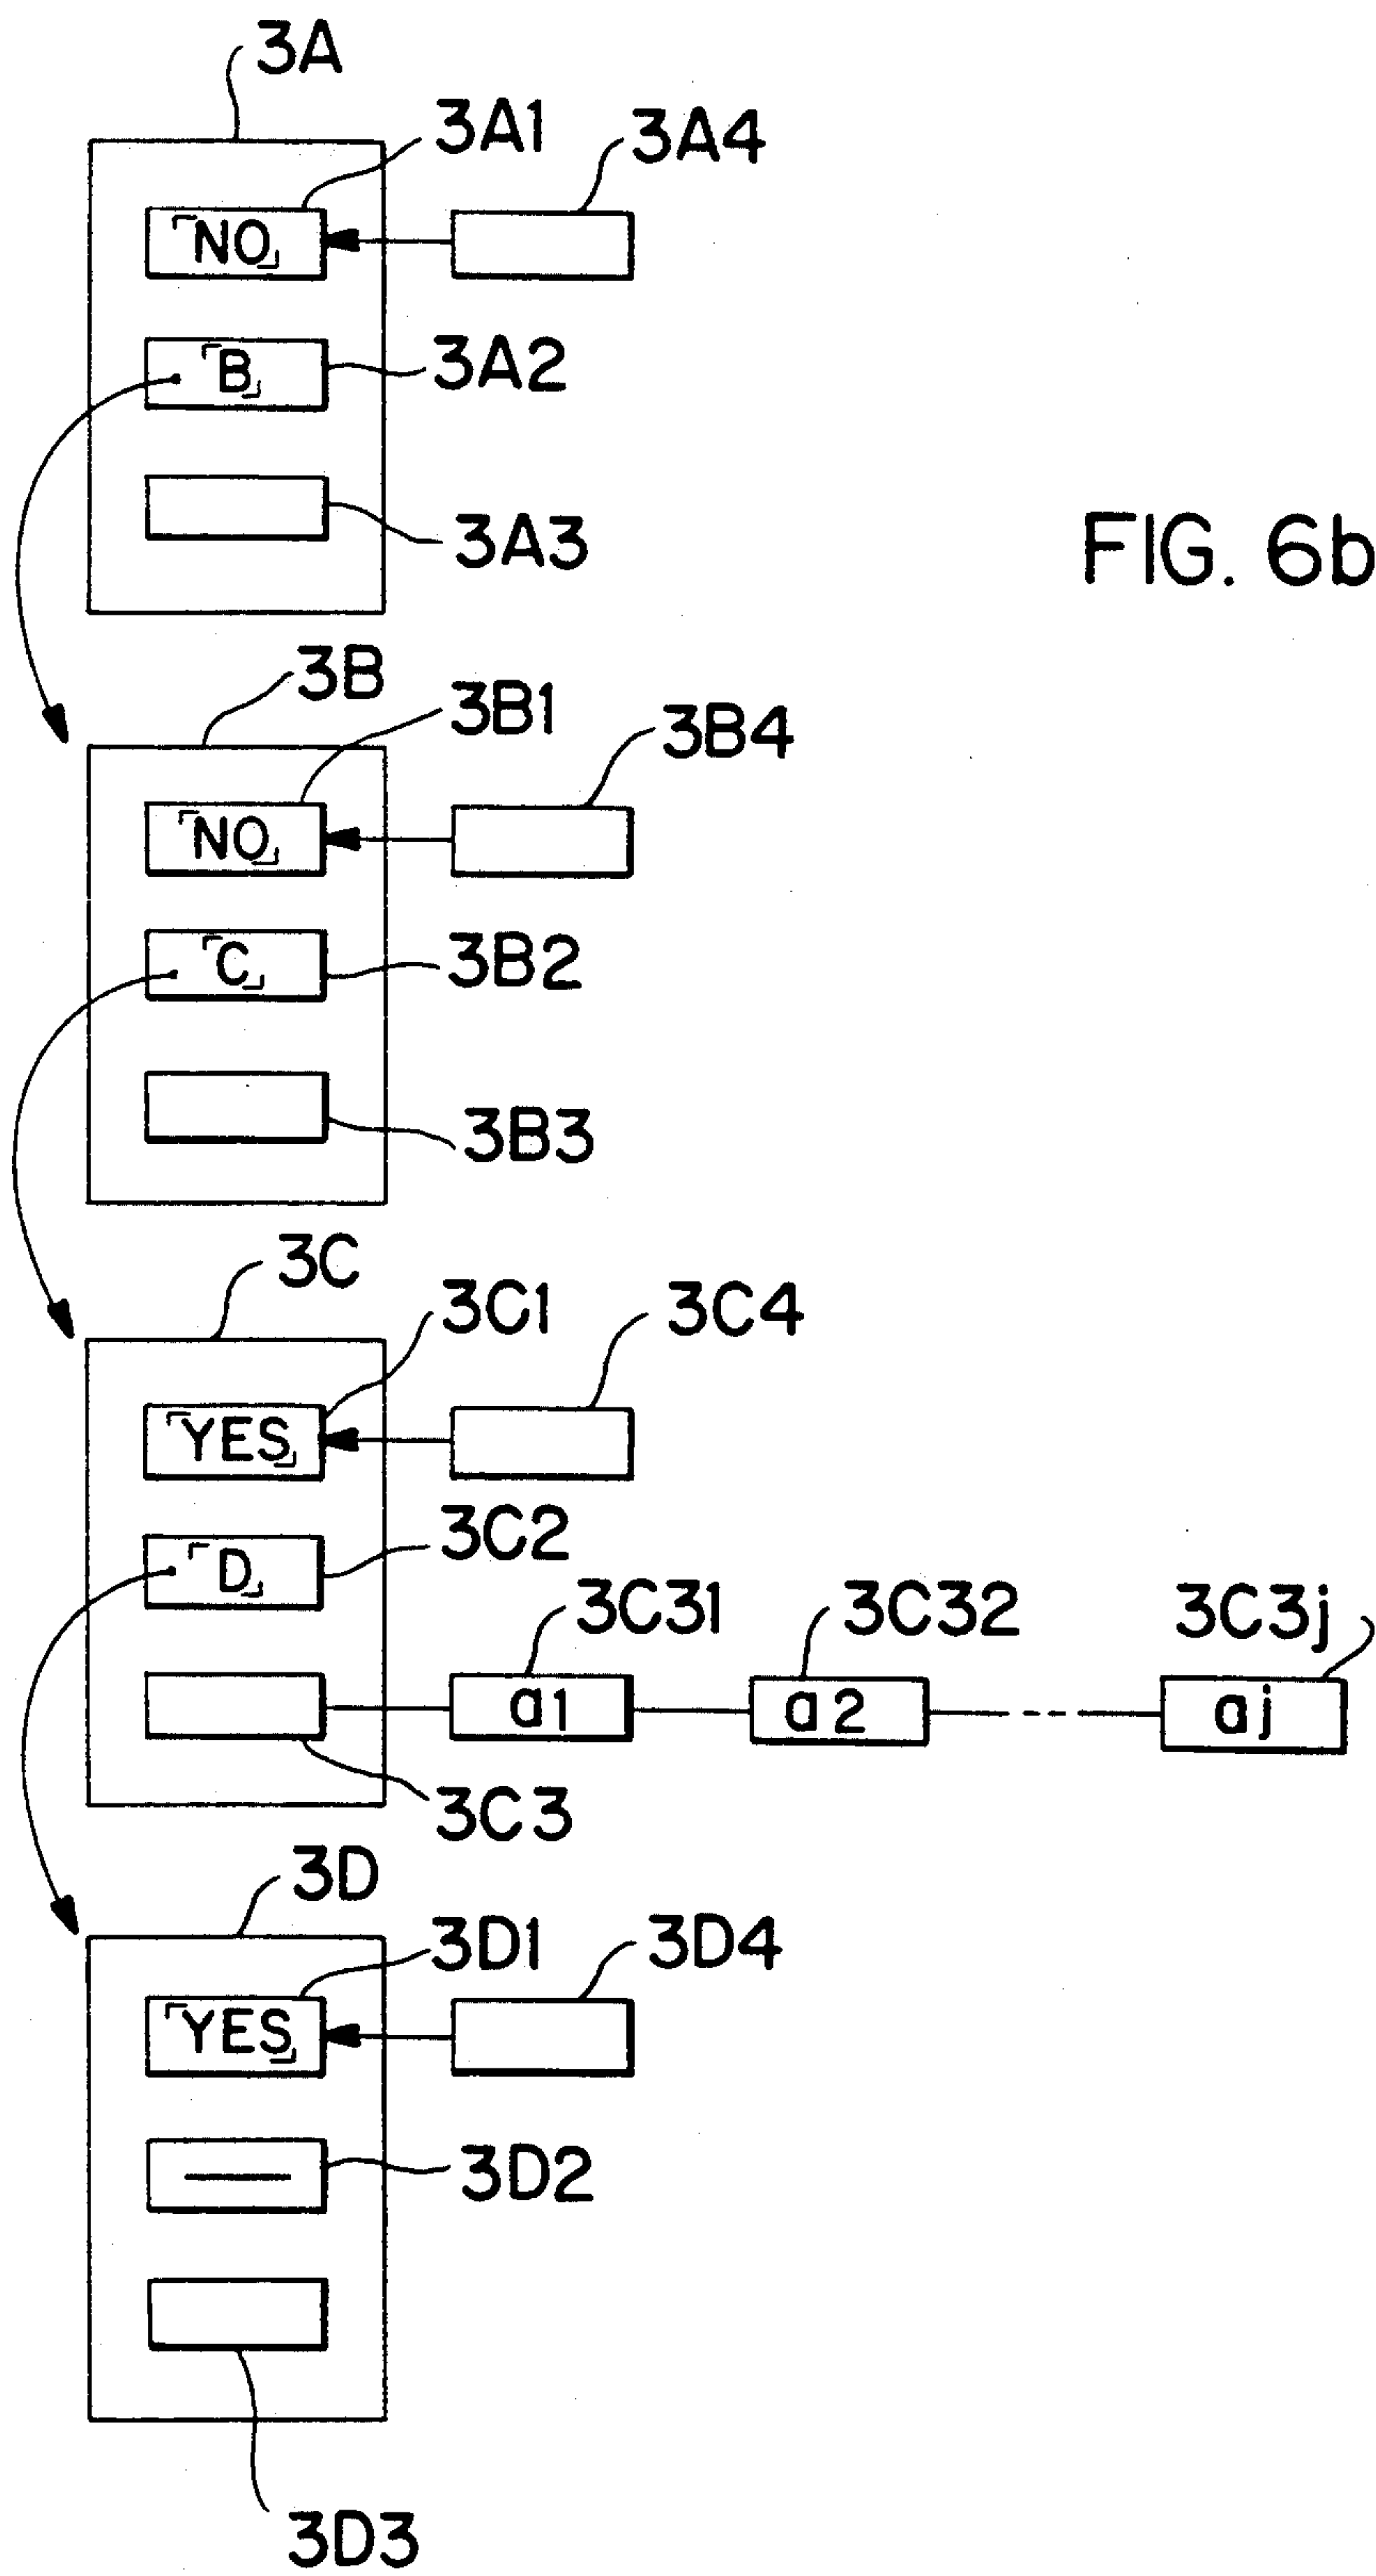 3A
3A1
3A4
「NO」
「B」
3A2
3A3
FIG. 6b
3B
3B1
3B4
「NO」
「C」
3B2
3B3
3C
3C1
3C4
「YES」
「D」
3C2
3C31
3C32
3C3j
a1
a2
aj
3C3
3D
3D1
3D4
「YES」
3D2
3D3